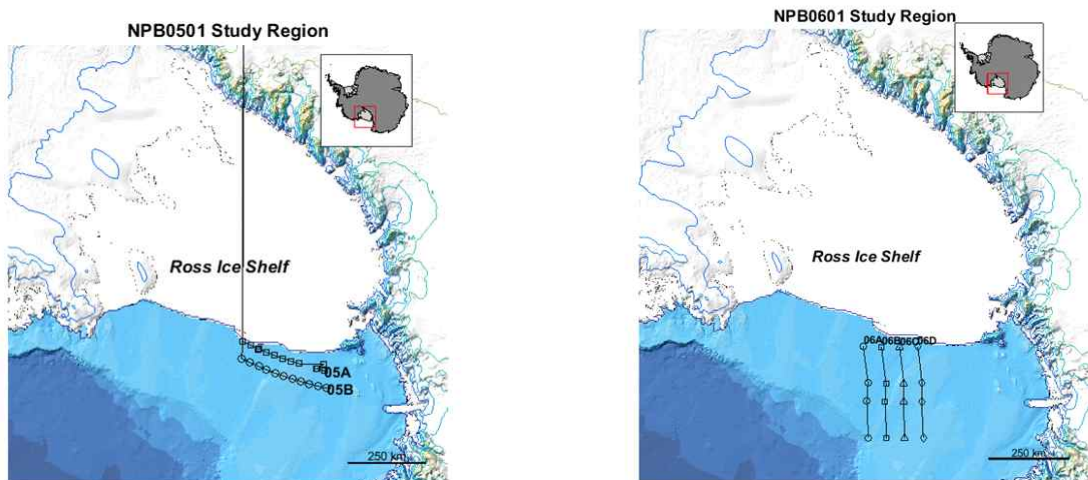 NPB0501 Study Region
Ross Ice Shelf
05A
05B
250 km
NPB0601 Study Region
Ross Ice Shelf
06A 06B 06C 06D
250 km